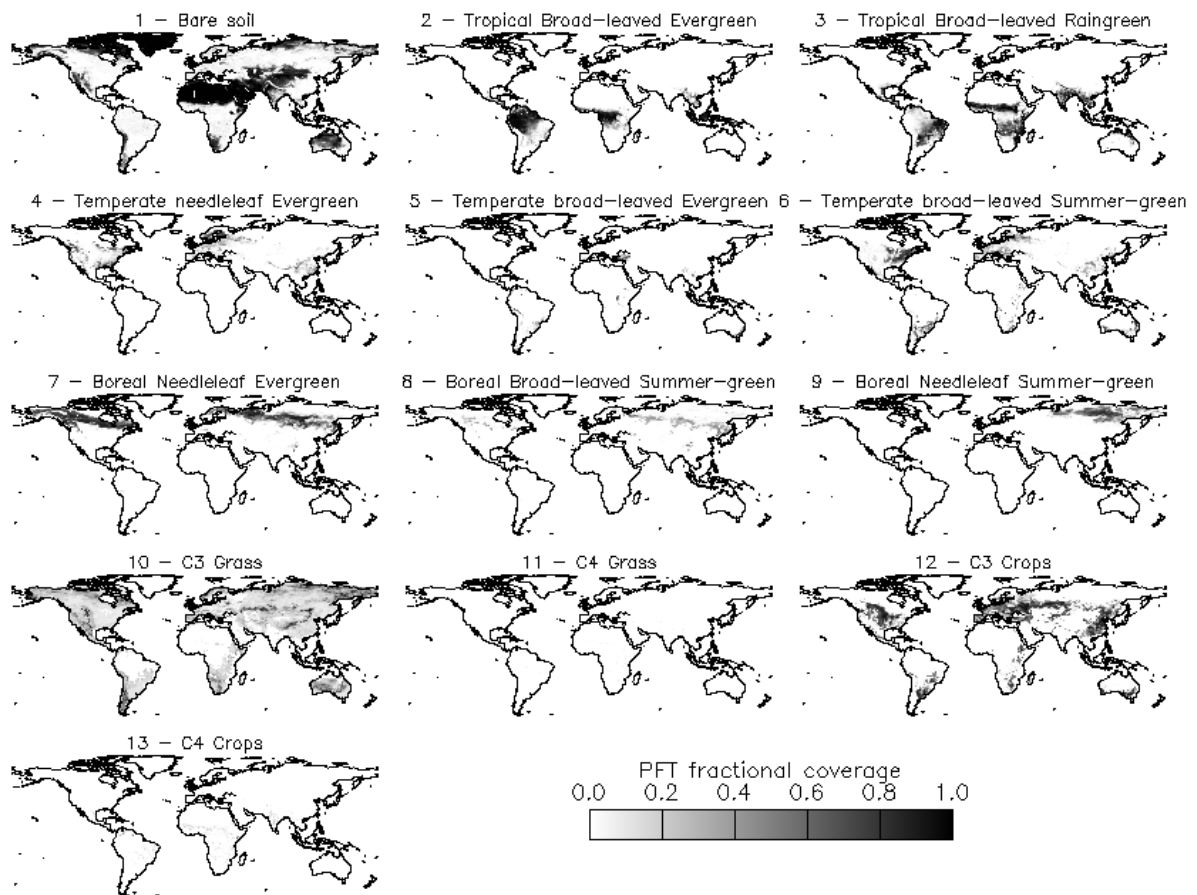 1 - Bare soil
2 - Tropical Broad-leaved Evergreen
3 - Tropical Broad-leaved Raingreen
4 - Temperate needleleaf Evergreen
5 - Temperate broad-leaved Evergreen
6 - Temperate broad-leaved Summer-green
7 - Boreal Needleleaf Evergreen
8 - Boreal Broad-leaved Summer-green
9 - Boreal Needleleaf Summer-green
10 - C3 Grass
11 - C4 Grass
12 - C3 Crops
13 - C4 Crops
PFT fractional coverage
0.0 0.2 0.4 0.6 0.8 1.0